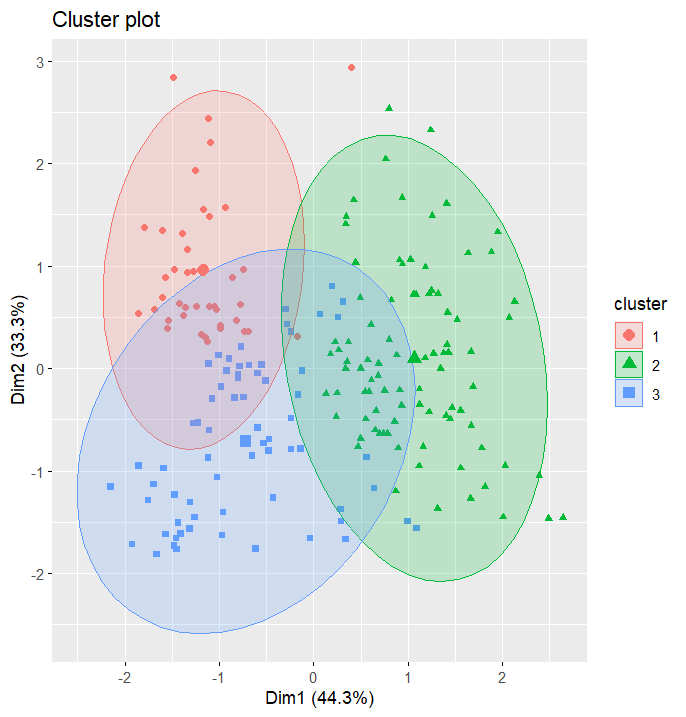 Cluster plot
3
2
1
0
-1
-2
Dim2 (33.3%)
-2 -1 0 1 2
Dim1 (44.3%)
cluster
1
2
3